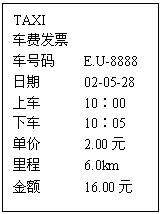 TAXI
车费发票
车号码 E.U-8888
日期 02-05-28
上车 10：00
下车 10：05
单价 2.00 元
里程 6.0km
金额 16.00 元